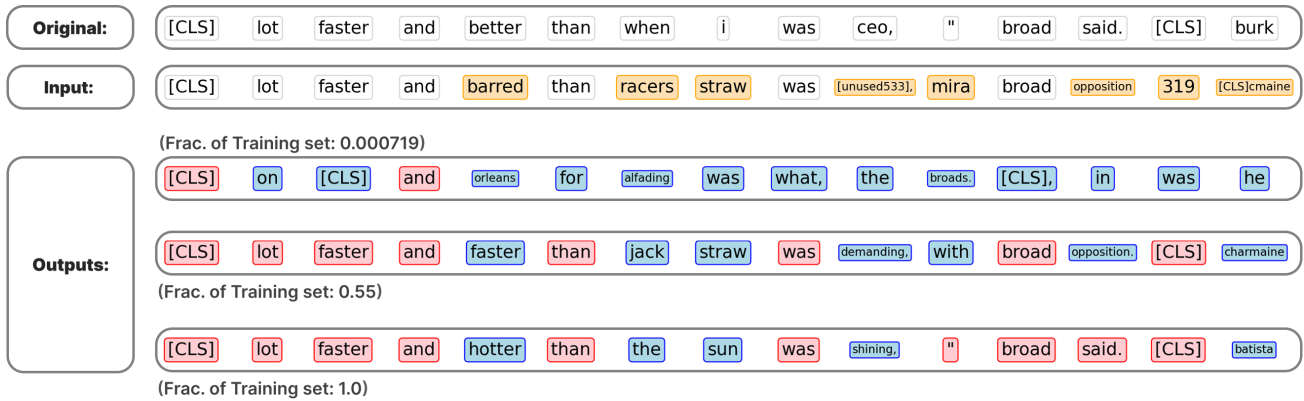 Original: [CLS] lot faster and better than when i was ceo, " broad said. [CLS] burk
Input: [CLS] lot faster and barred than racers straw was [unused533], mira broad opposition 319 [CLS]cmaine
(Frac. of Training set: 0.000719)
[CLS] on [CLS] and orleans for alfading was what, the broads. [CLS], in was he
Outputs: [CLS] lot faster and faster than jack straw was demanding, with broad opposition. [CLS] charmaine
(Frac. of Training set: 0.55)
[CLS] lot faster and hotter than the sun was shining, " broad said. [CLS] batista
(Frac. of Training set: 1.0)